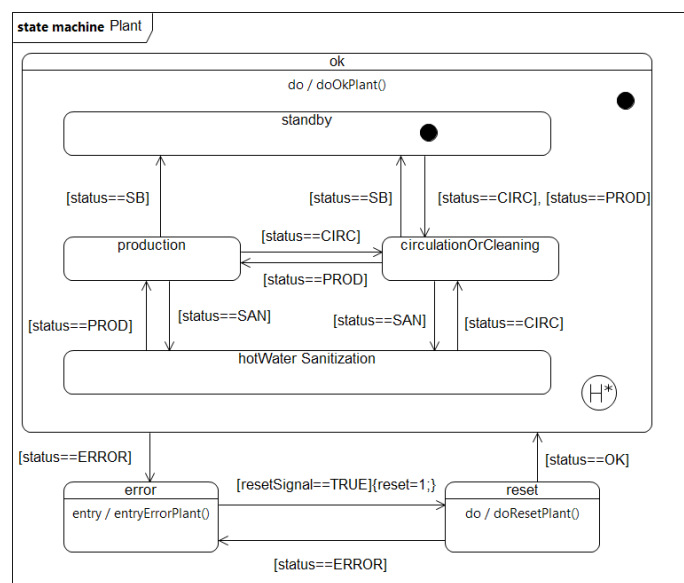 state machine Plant
ok
do / doOkPlant()
standby
[status==SB]
[status==SB]
[status==CIRC], [status==PROD]
production
[status==CIRC]
circulationOrCleaning
[status==PROD]
[status==PROD]
[status==SAN]
[status==SAN]
[status==CIRC]
hotWater Sanitization
H*
[status==ERROR]
[status==OK]
error
[resetSignal==TRUE]{reset=1;}
reset
entry / entryErrorPlant()
do / doResetPlant()
[status==ERROR]